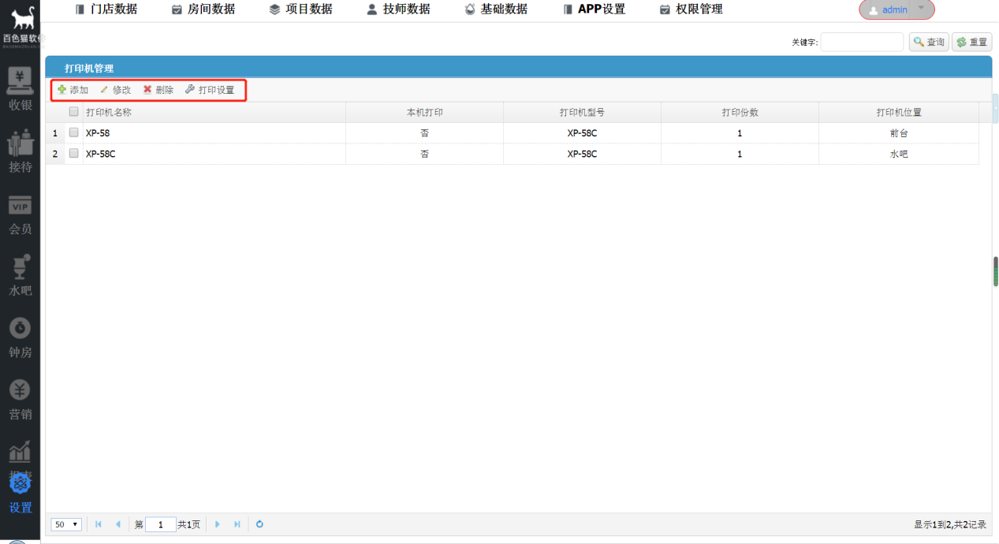 门店数据 房间数据 项目数据 技师数据 基础数据 APP设置 权限管理 admin
百色猫软件
关键字: 查询 重置
打印机管理
添加 修改 删除 打印设置
打印机名称 本机打印 打印机型号 打印份数 打印机位置
1 XP-58 否 XP-58C 1 前台
2 XP-58C 否 XP-58C 1 水吧
收银
接待
VIP
会员
水吧
钟房
营销
设置
50 第 1 共1页 显示1到2,共2记录